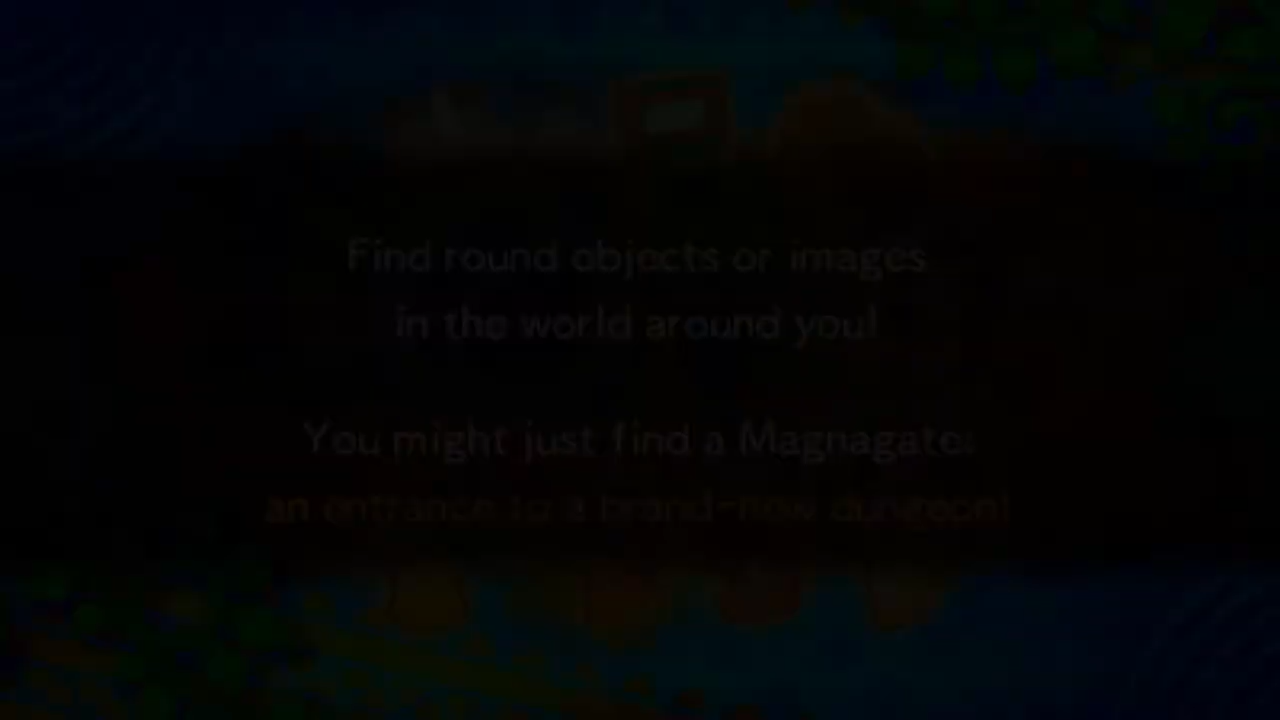 Find round objects or images
in the world around you!
You might just find a Magnagate:
an entrance to a brand-new dungeon!